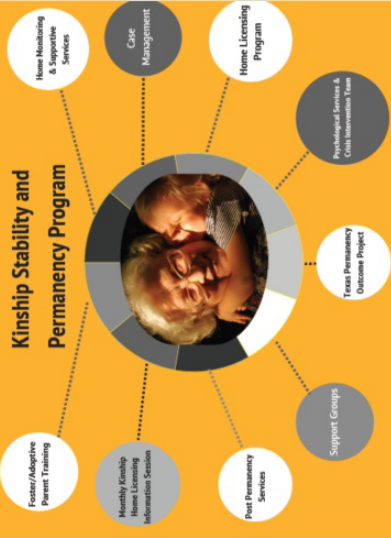 Kinship Stability and
Permanency Program
Foster/Adoptive
Parent Training
Home Monitoring
& Supportive
Services
Monthly Kinship
Home Licensing
Information Session
Case
Management
Post Permanency
Services
Home Licensing
Program
Support Groups
Texas Permanency
Outcome Project
Psychological Services &
Crisis Intervention Team